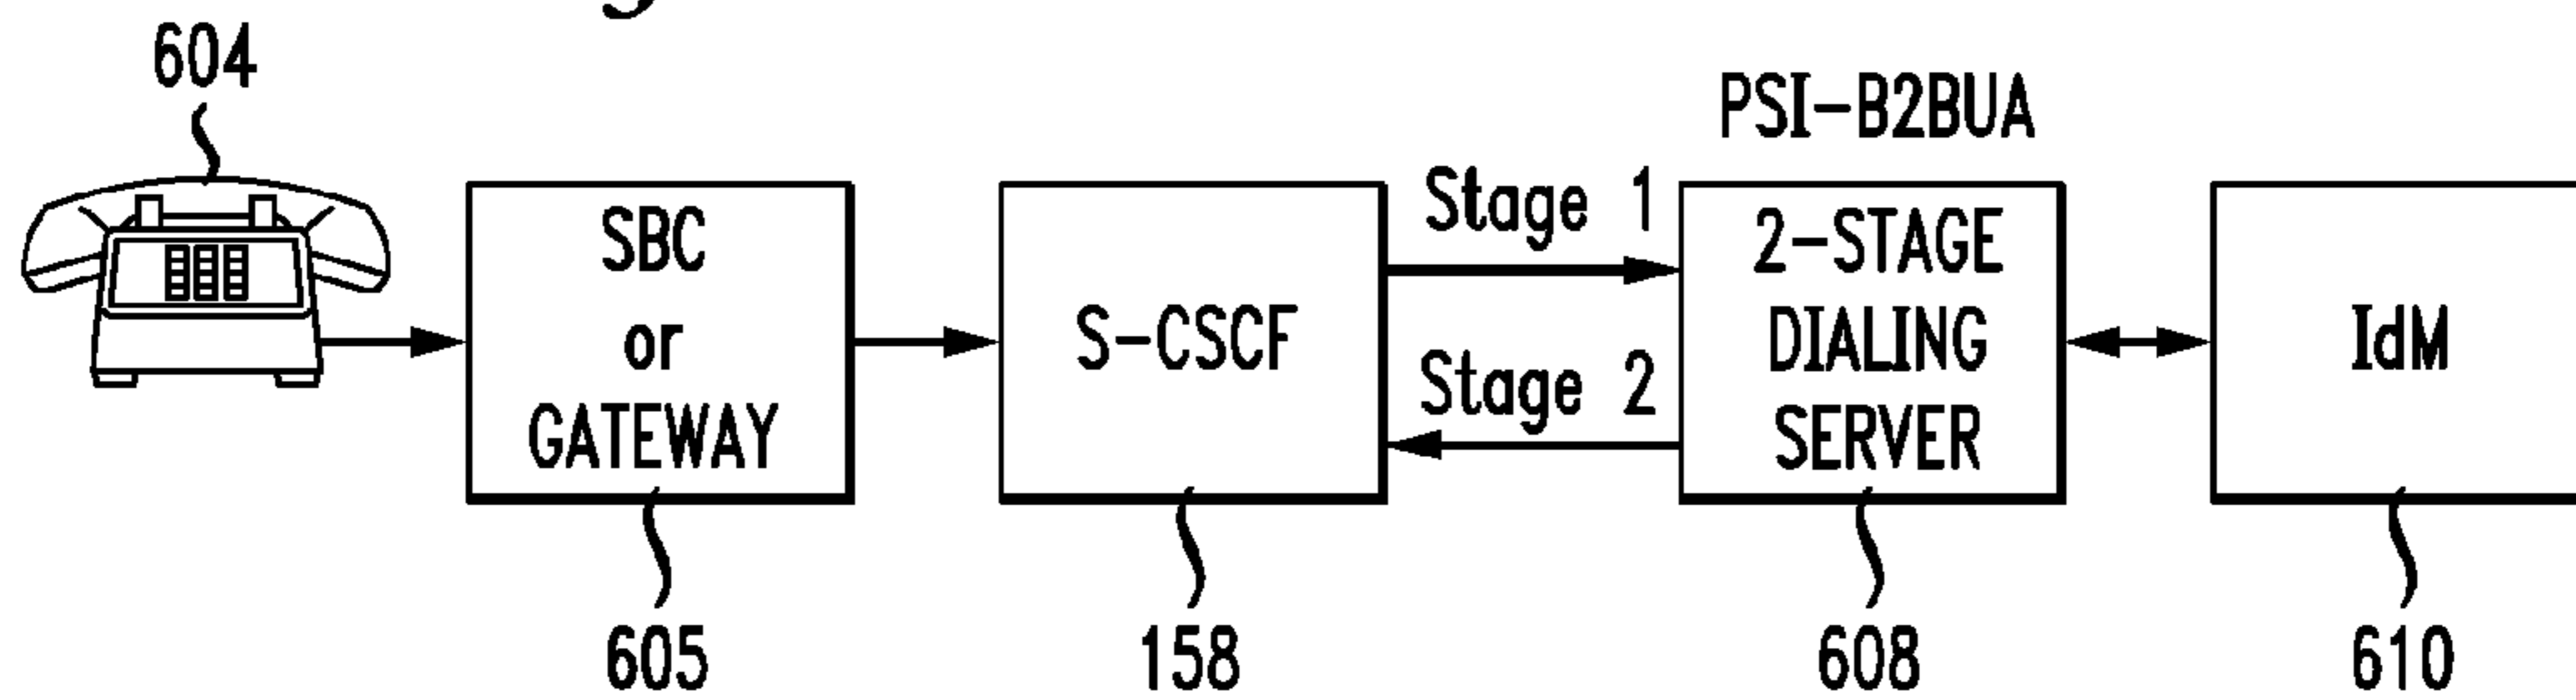 604
PSI-B2BUA
SBC
or
GATEWAY
S-CSCF
Stage 1
Stage 2
2-STAGE
DIALING
SERVER
IdM
605
158
608
610